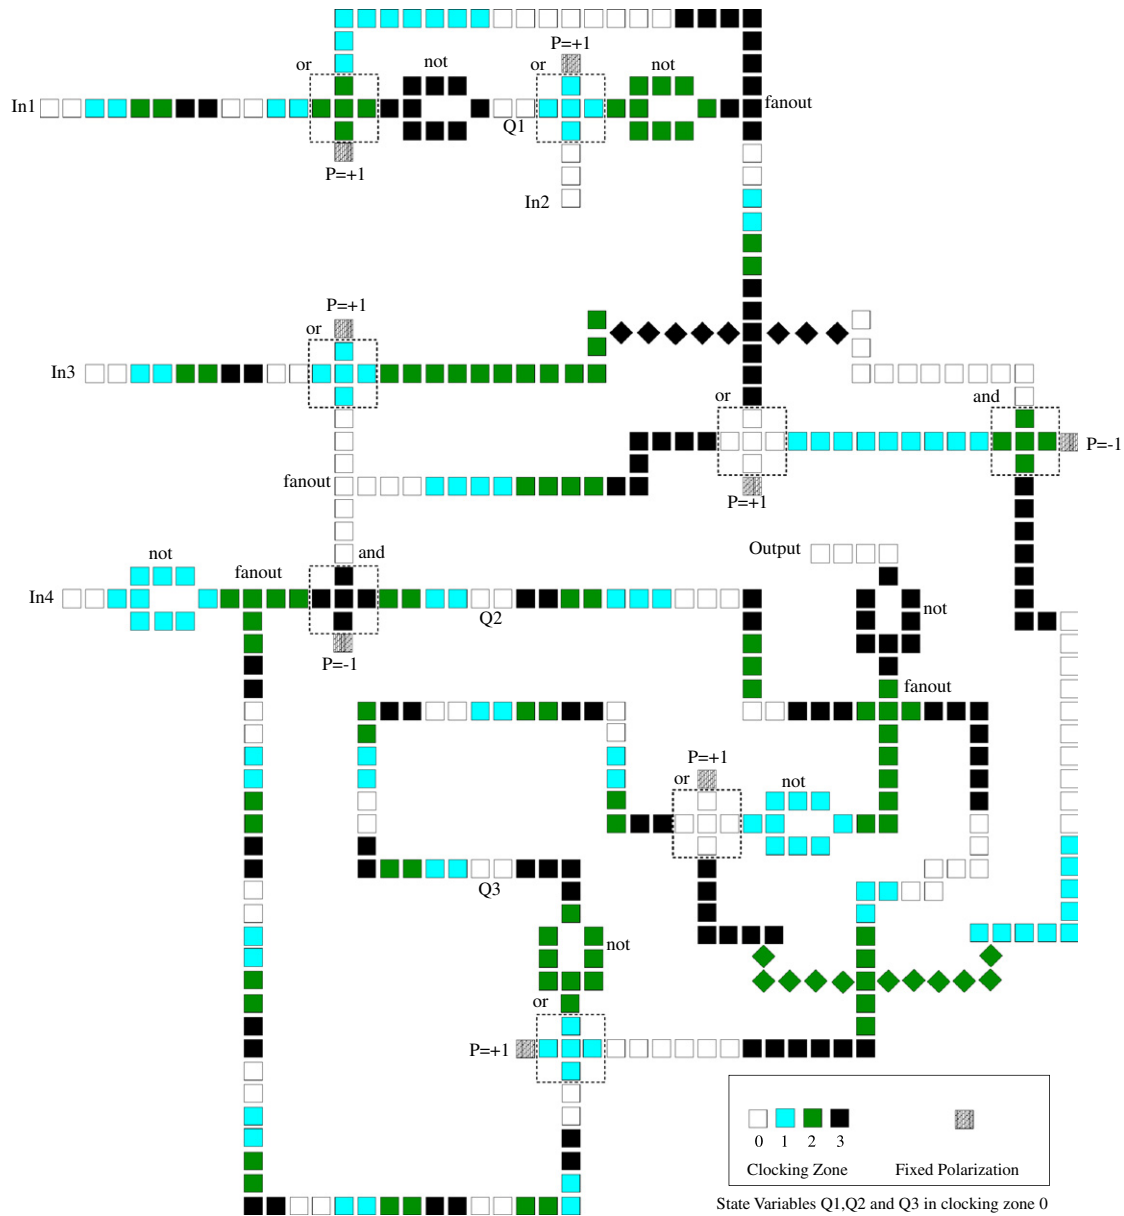 P=+1
not
or
or
not
In1
fanout
Q1
P=+1
In2
P=+1
or
In3
or
and
P=-1
fanout
P=+1
Output
not
and
fanout
In4
not
Q2
P=-1
fanout
P=+1
or
not
Q3
not
or
P=+1
0 1 2 3
Clocking Zone Fixed Polarization
State Variables Q1,Q2 and Q3 in clocking zone 0